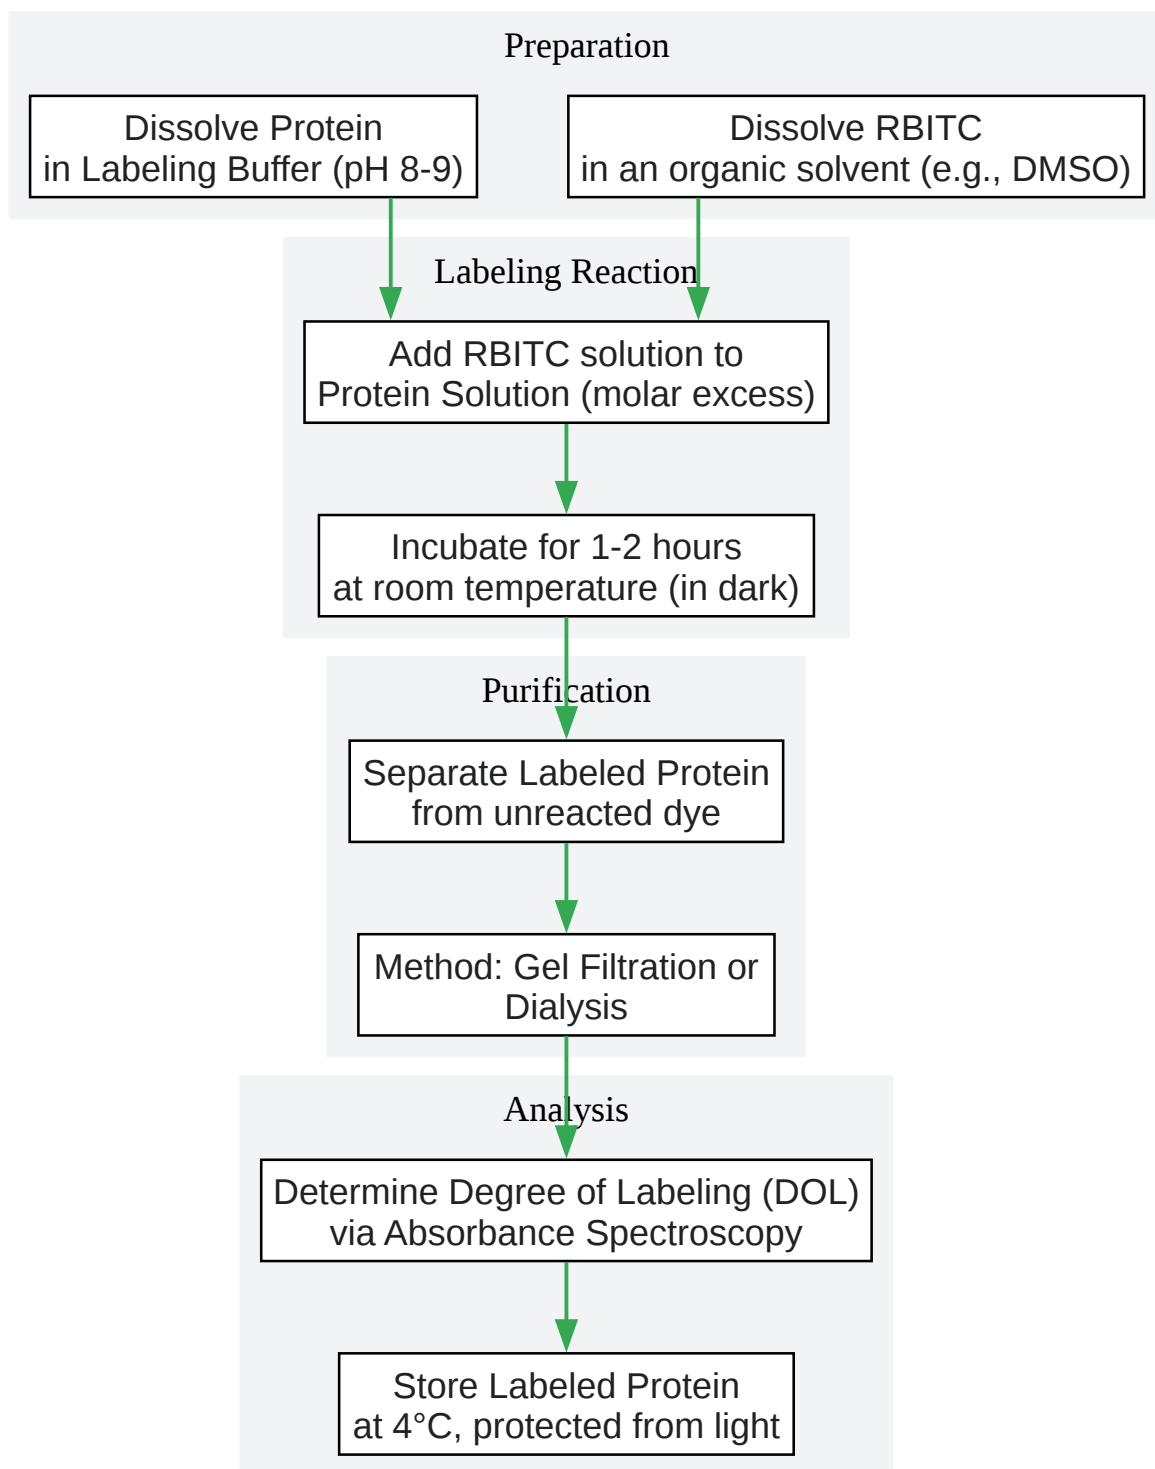 Preparation
Dissolve Protein
in Labeling Buffer (pH 8-9)
Dissolve RBITC
in an organic solvent (e.g., DMSO)
Labeling Reaction
Add RBITC solution to
Protein Solution (molar excess)
Incubate for 1-2 hours
at room temperature (in dark)
Purification
Separate Labeled Protein
from unreacted dye
Method: Gel Filtration or
Dialysis
Analysis
Determine Degree of Labeling (DOL)
via Absorbance Spectroscopy
Store Labeled Protein
at 4°C, protected from light